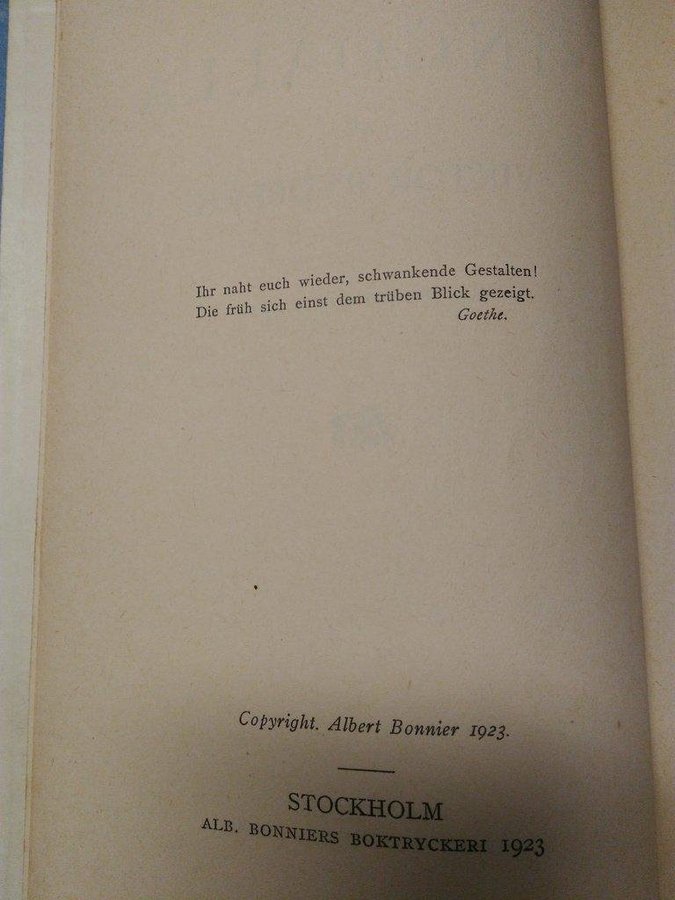 Ihr naht euch wieder, schwankende Gestalten!
Die früh sich einst dem trüben Blick gezeigt.
Goethe.
Copyright. Albert Bonnier 1923.
STOCKHOLM
ALB. BONNIERS BOKTRYCKERI 1923